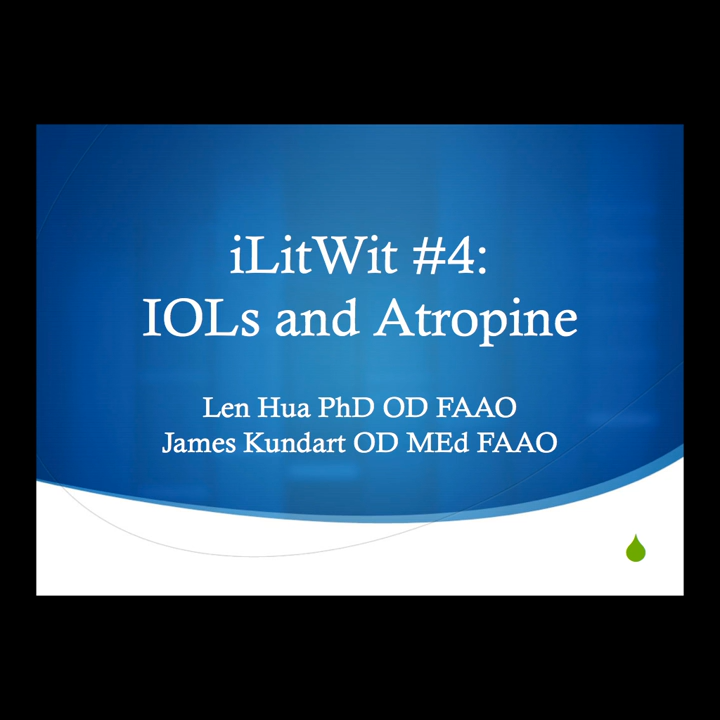 iLitWit #4:
IOLs and Atropine
Len Hua PhD OD FAAO
James Kundart OD MEd FAAO